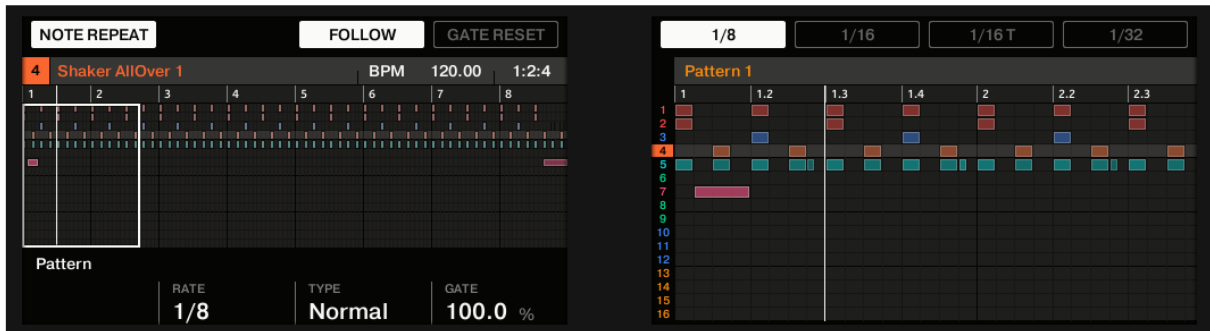 NOTE REPEAT FOLLOW GATE RESET
4 Shaker AllOver 1 BPM 120.00 1:2:4
1 2 3 4 5 6 7 8
Pattern
RATE TYPE GATE
1/8 Normal 100.0 %
1/8 1/16 1/16 T 1/32
Pattern 1
1 1.2 1.3 1.4 2 2.2 2.3
1
2
3
4
5
6
7
8
9
10
11
12
13
14
15
16